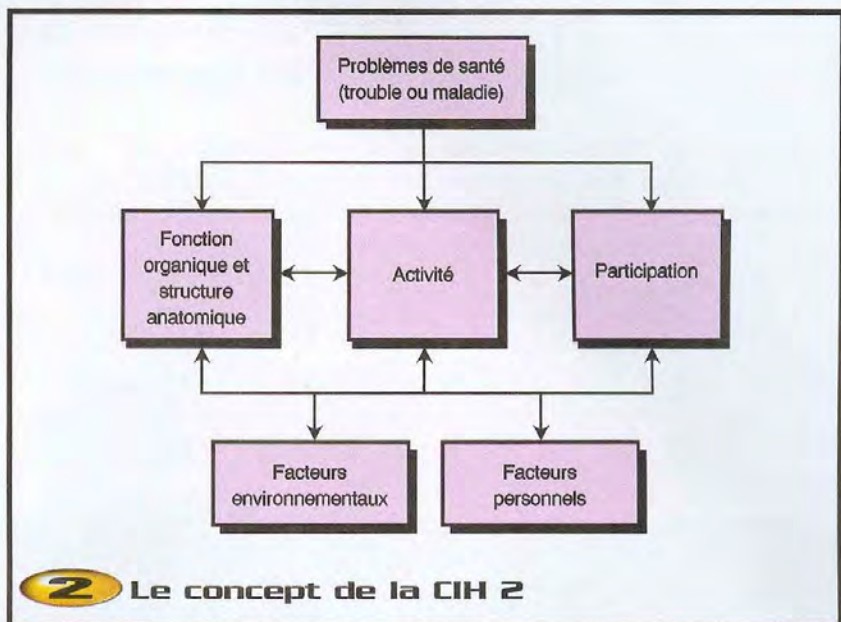 Problèmes de santé
(trouble ou maladie)
Fonction
organique et
structure
anatomique
Activité
Participation
Facteurs
environnementaux
Facteurs
personnels
2 Le concept de la CIH 2